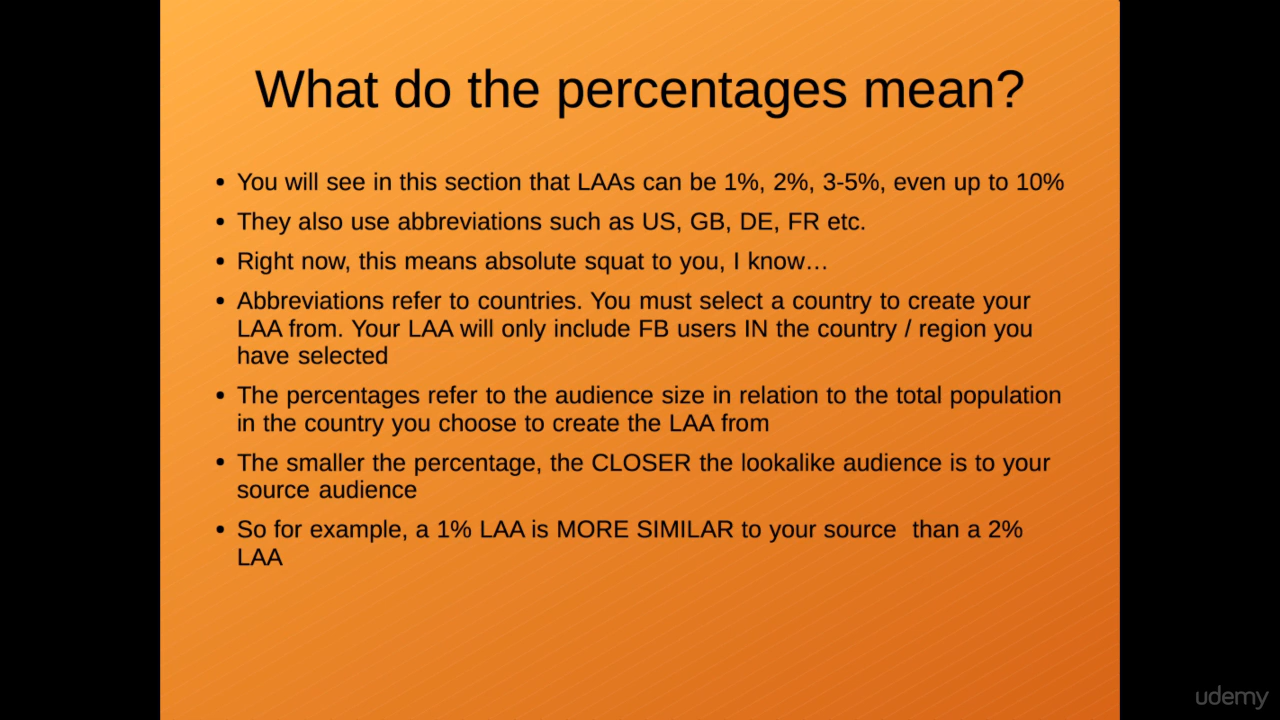 What do the percentages mean?
• You will see in this section that LAAs can be 1%, 2%, 3-5%, even up to 10%
• They also use abbreviations such as US, GB, DE, FR etc.
• Right now, this means absolute squat to you, I know…
• Abbreviations refer to countries. You must select a country to create your
LAA from. Your LAA will only include FB users IN the country / region you
have selected
• The percentages refer to the audience size in relation to the total population
in the country you choose to create the LAA from
• The smaller the percentage, the CLOSER the lookalike audience is to your
source audience
• So for example, a 1% LAA is MORE SIMILAR to your source  than a 2%
LAA
udemy